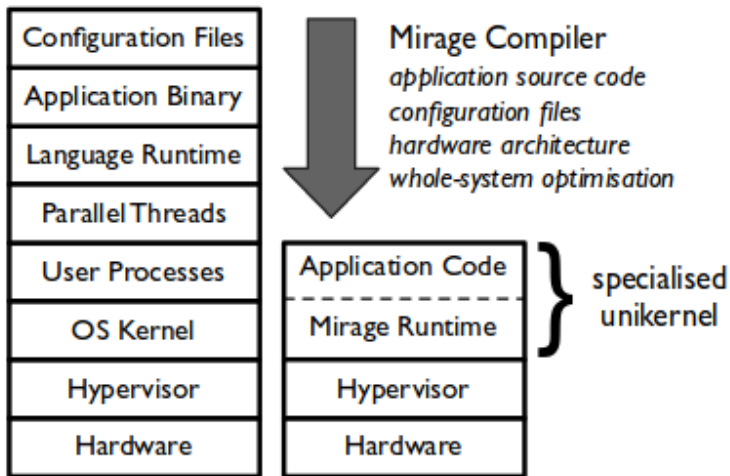 Configuration Files
Application Binary
Language Runtime
Parallel Threads
User Processes
OS Kernel
Hypervisor
Hardware
Mirage Compiler
application source code
configuration files
hardware architecture
whole-system optimisation
Application Code
Mirage Runtime
Hypervisor
Hardware
}
specialised
unikernel